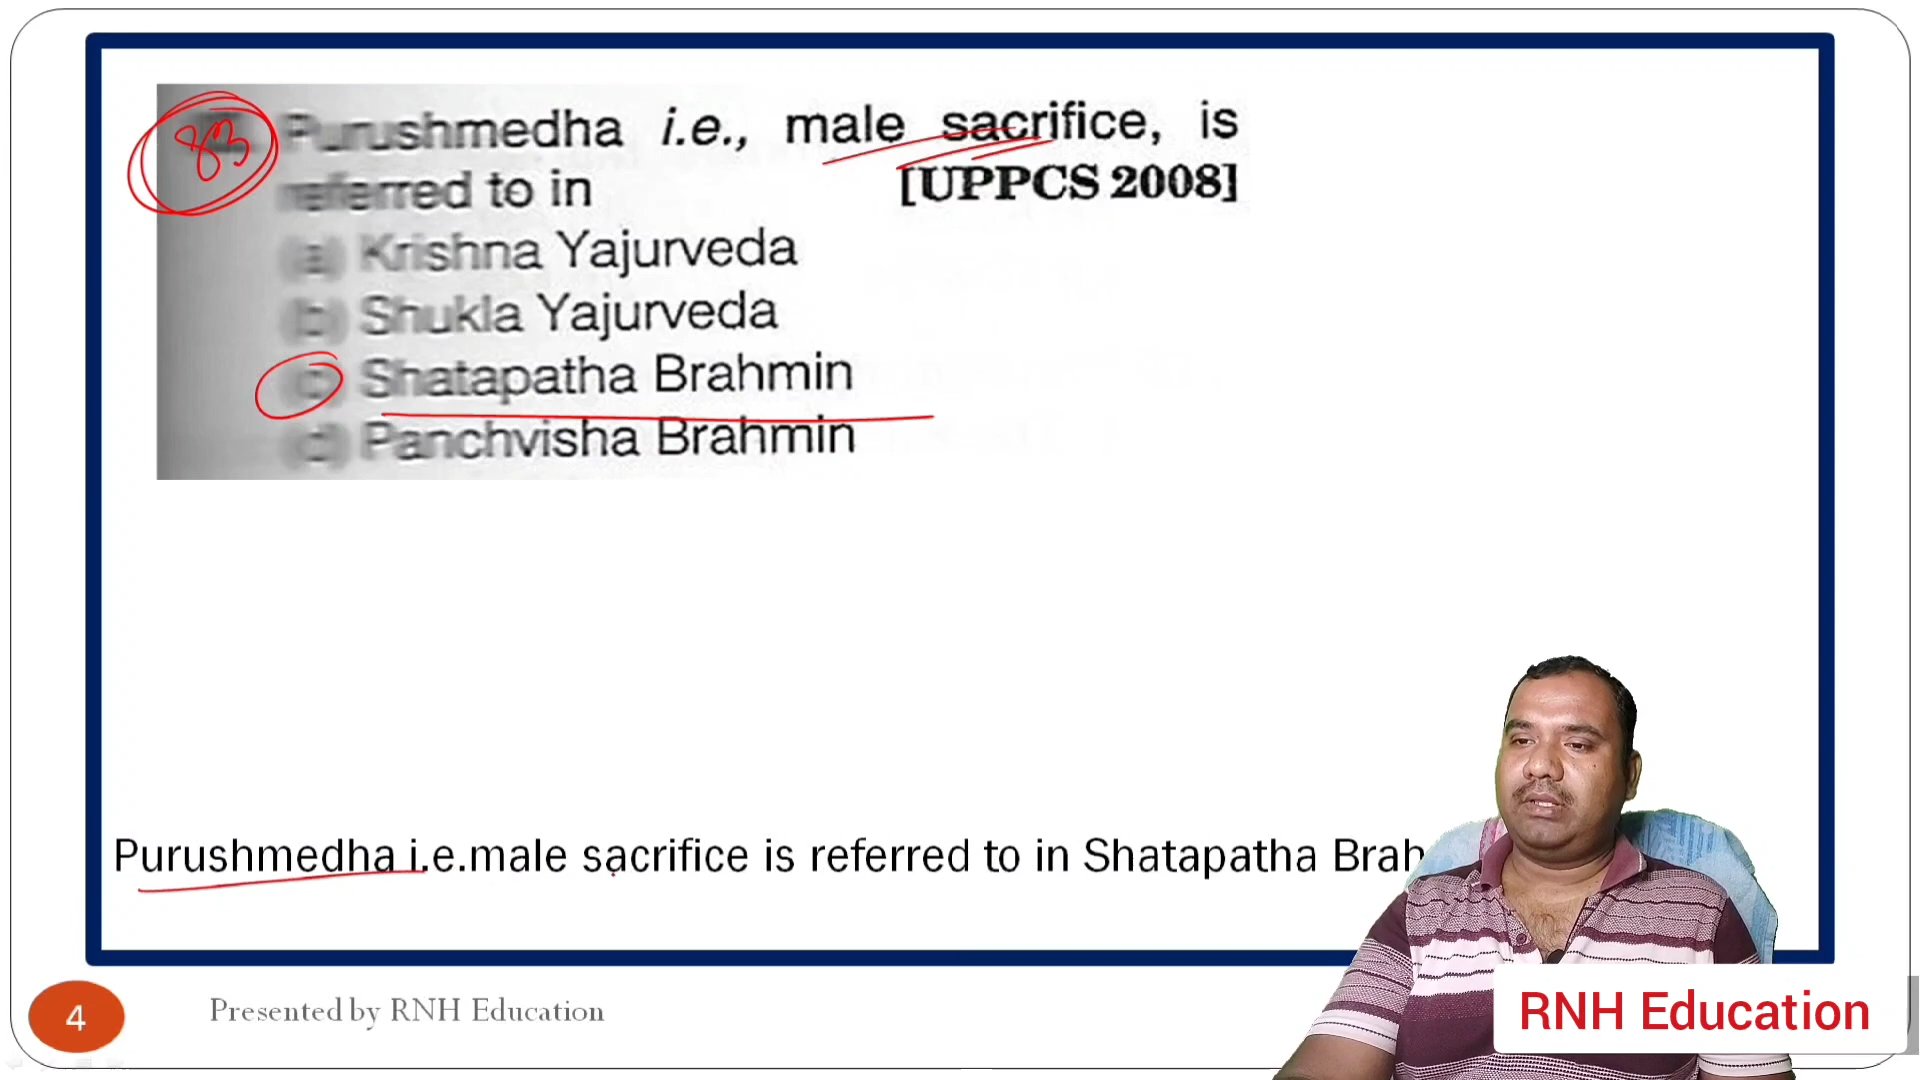 83 Purushmedha i.e., male sacrifice, is
referred to in [UPPCS 2008]
(a) Krishna Yajurveda
(b) Shukla Yajurveda
(c) Shatapatha Brahmin
(d) Panchvisha Brahmin
Purushmedha i.e.male sacrifice is referred to in Shatapatha Brah
4 Presented by RNH Education
RNH Education